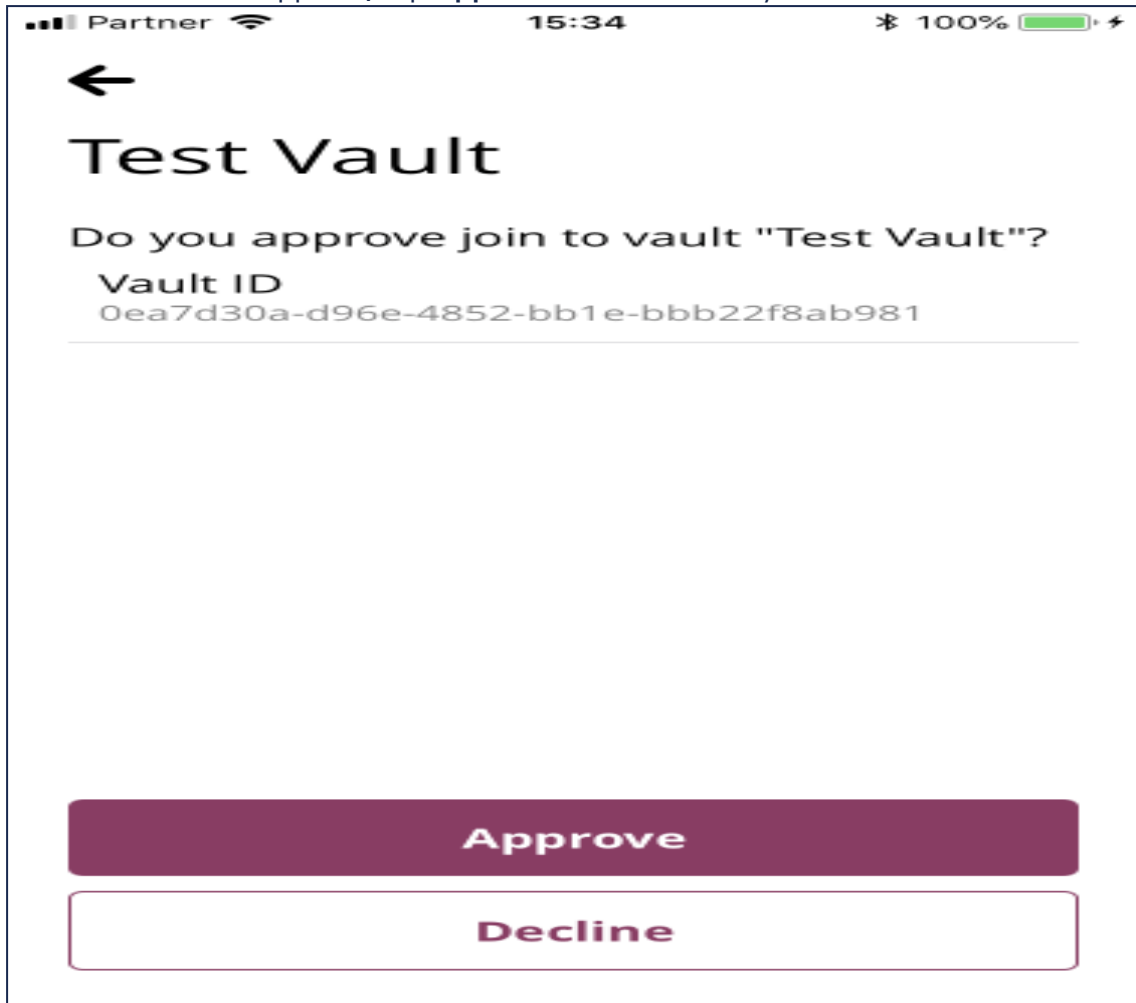 Partner 15:34 100%
Test Vault
Do you approve join to vault "Test Vault"?
Vault ID
0ea7d30a-d96e-4852-bb1e-bbb22f8ab981
Approve
Decline